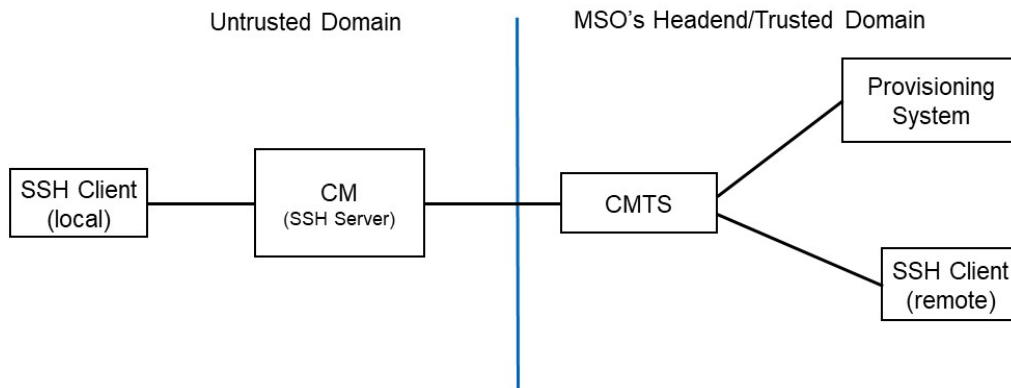 Untrusted Domain
MSO's Headend/Trusted Domain
Provisioning
System
SSH Client
(local)
CM
(SSH Server)
CMTS
SSH Client
(remote)